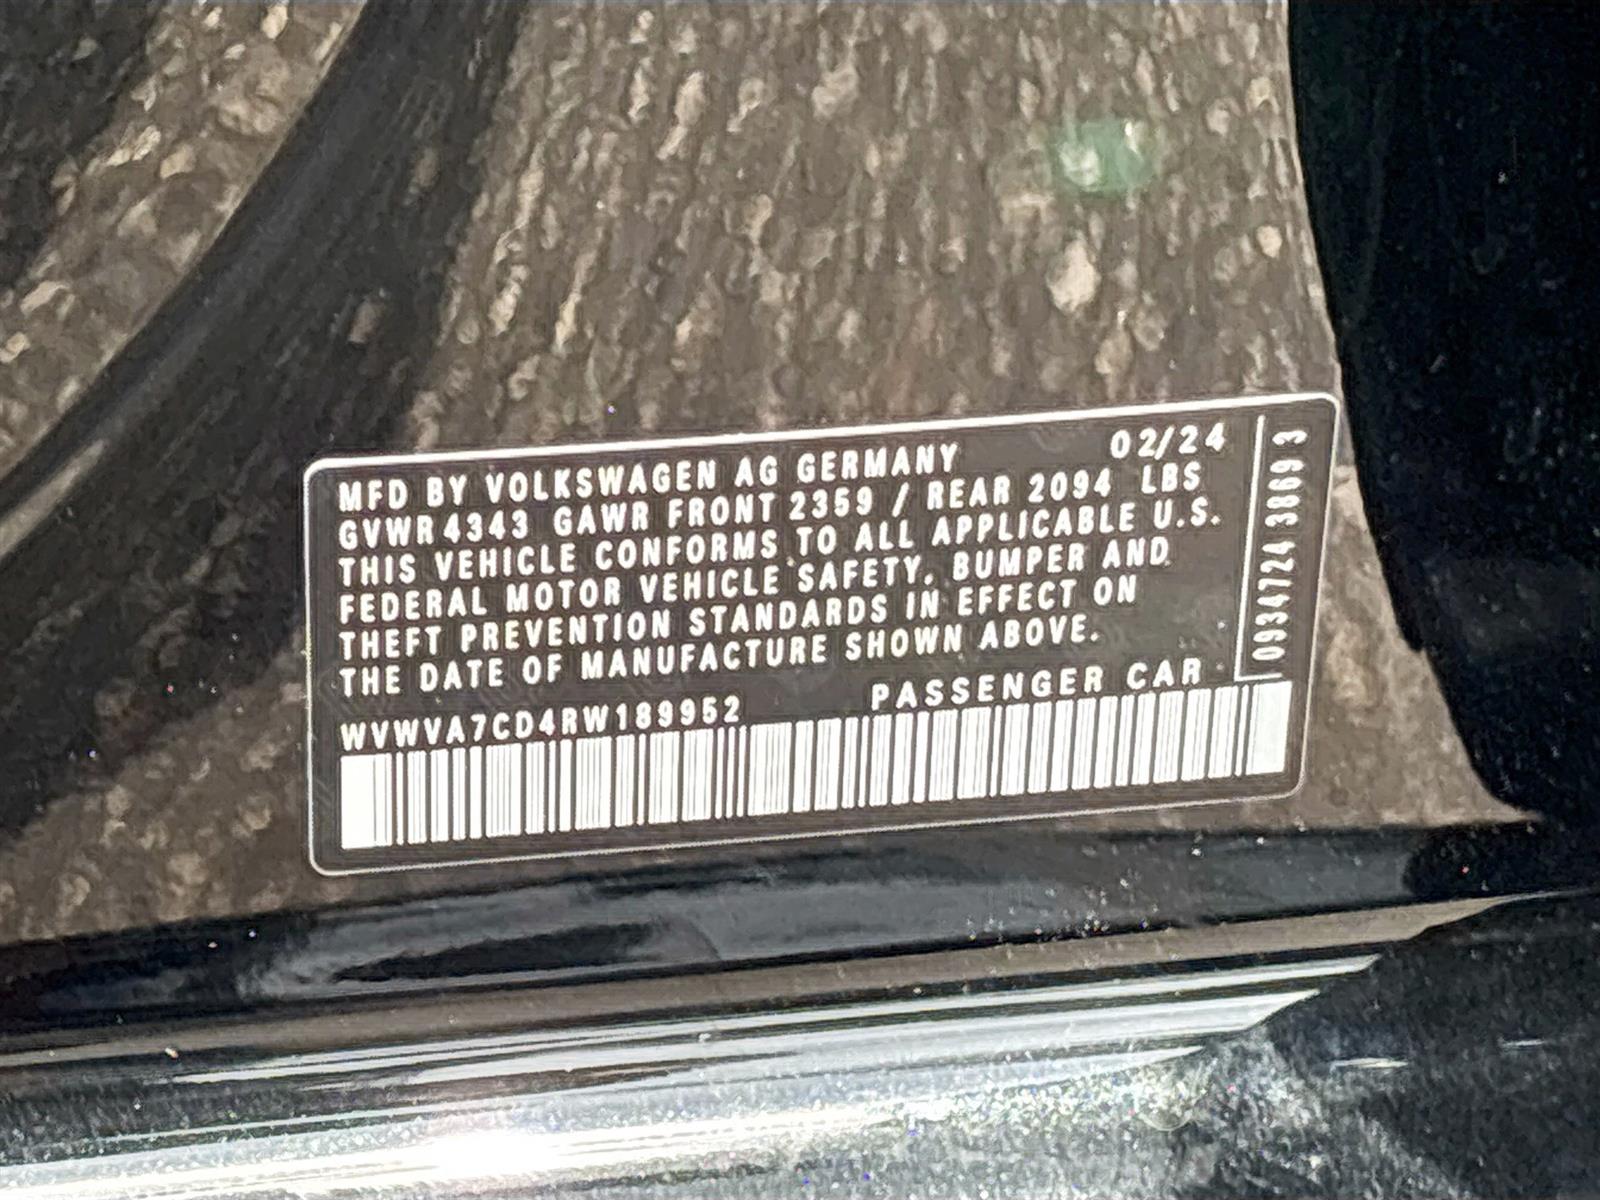 MFD BY VOLKSWAGEN AG GERMANY 02/24
GVWR 4343 GAWR FRONT 2359 / REAR 2094 LBS
THIS VEHICLE CONFORMS TO ALL APPLICABLE U.S.
FEDERAL MOTOR VEHICLE SAFETY, BUMPER AND
THEFT PREVENTION STANDARDS IN EFFECT ON
THE DATE OF MANUFACTURE SHOWN ABOVE.
WVWVA7CD4RW189952 PASSENGER CAR
0934724 3869 3